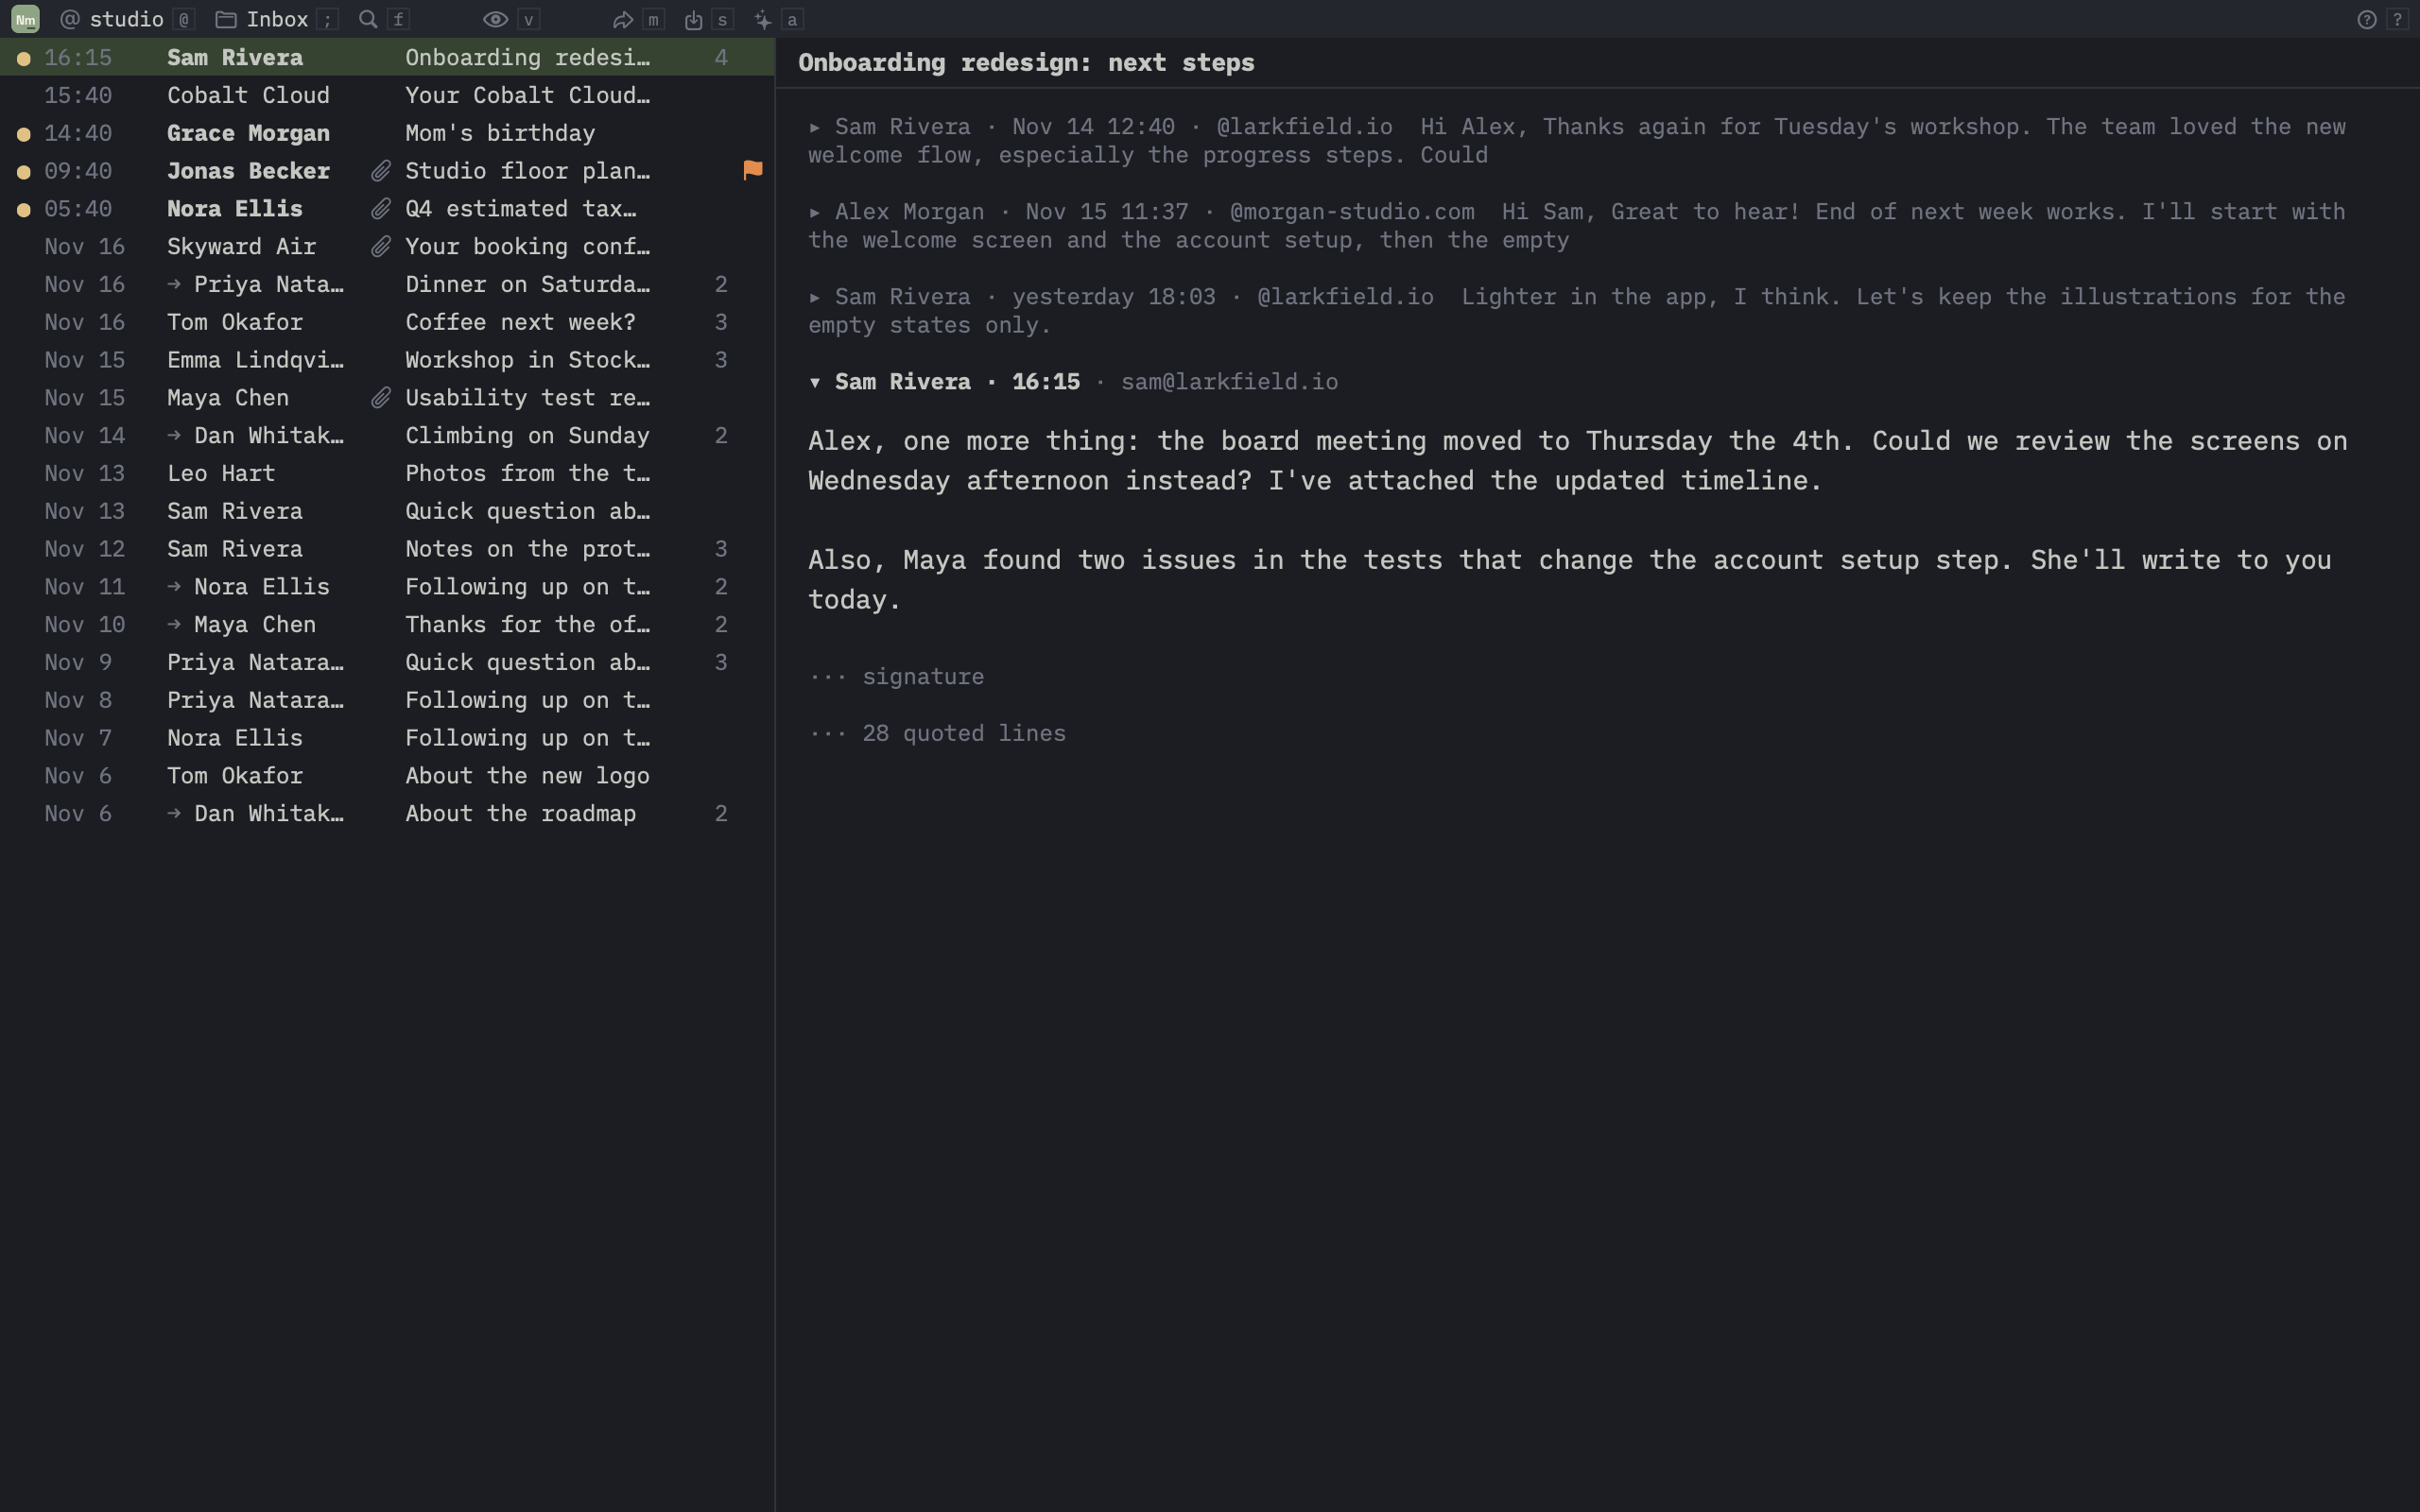 Nm @ studio @ Inbox ; f v m s a ? ?
16:15 Sam Rivera Onboarding redesi… 4
15:40 Cobalt Cloud Your Cobalt Cloud…
14:40 Grace Morgan Mom's birthday
09:40 Jonas Becker Studio floor plan…
05:40 Nora Ellis Q4 estimated tax…
Nov 16 Skyward Air Your booking conf…
Nov 16 → Priya Nata… Dinner on Saturda… 2
Nov 16 Tom Okafor Coffee next week? 3
Nov 15 Emma Lindqvi… Workshop in Stock… 3
Nov 15 Maya Chen Usability test re…
Nov 14 → Dan Whitak… Climbing on Sunday 2
Nov 13 Leo Hart Photos from the t…
Nov 13 Sam Rivera Quick question ab…
Nov 12 Sam Rivera Notes on the prot… 3
Nov 11 → Nora Ellis Following up on t… 2
Nov 10 → Maya Chen Thanks for the of… 2
Nov 9 Priya Natara… Quick question ab… 3
Nov 8 Priya Natara… Following up on t…
Nov 7 Nora Ellis Following up on t…
Nov 6 Tom Okafor About the new logo
Nov 6 → Dan Whitak… About the roadmap 2
Onboarding redesign: next steps
▸ Sam Rivera · Nov 14 12:40 · @larkfield.io Hi Alex, Thanks again for Tuesday's workshop. The team loved the new
welcome flow, especially the progress steps. Could
▸ Alex Morgan · Nov 15 11:37 · @morgan-studio.com Hi Sam, Great to hear! End of next week works. I'll start with
the welcome screen and the account setup, then the empty
▸ Sam Rivera · yesterday 18:03 · @larkfield.io Lighter in the app, I think. Let's keep the illustrations for the
empty states only.
▾ Sam Rivera · 16:15 · sam@larkfield.io
Alex, one more thing: the board meeting moved to Thursday the 4th. Could we review the screens on
Wednesday afternoon instead? I've attached the updated timeline.
Also, Maya found two issues in the tests that change the account setup step. She'll write to you
today.
··· signature
··· 28 quoted lines